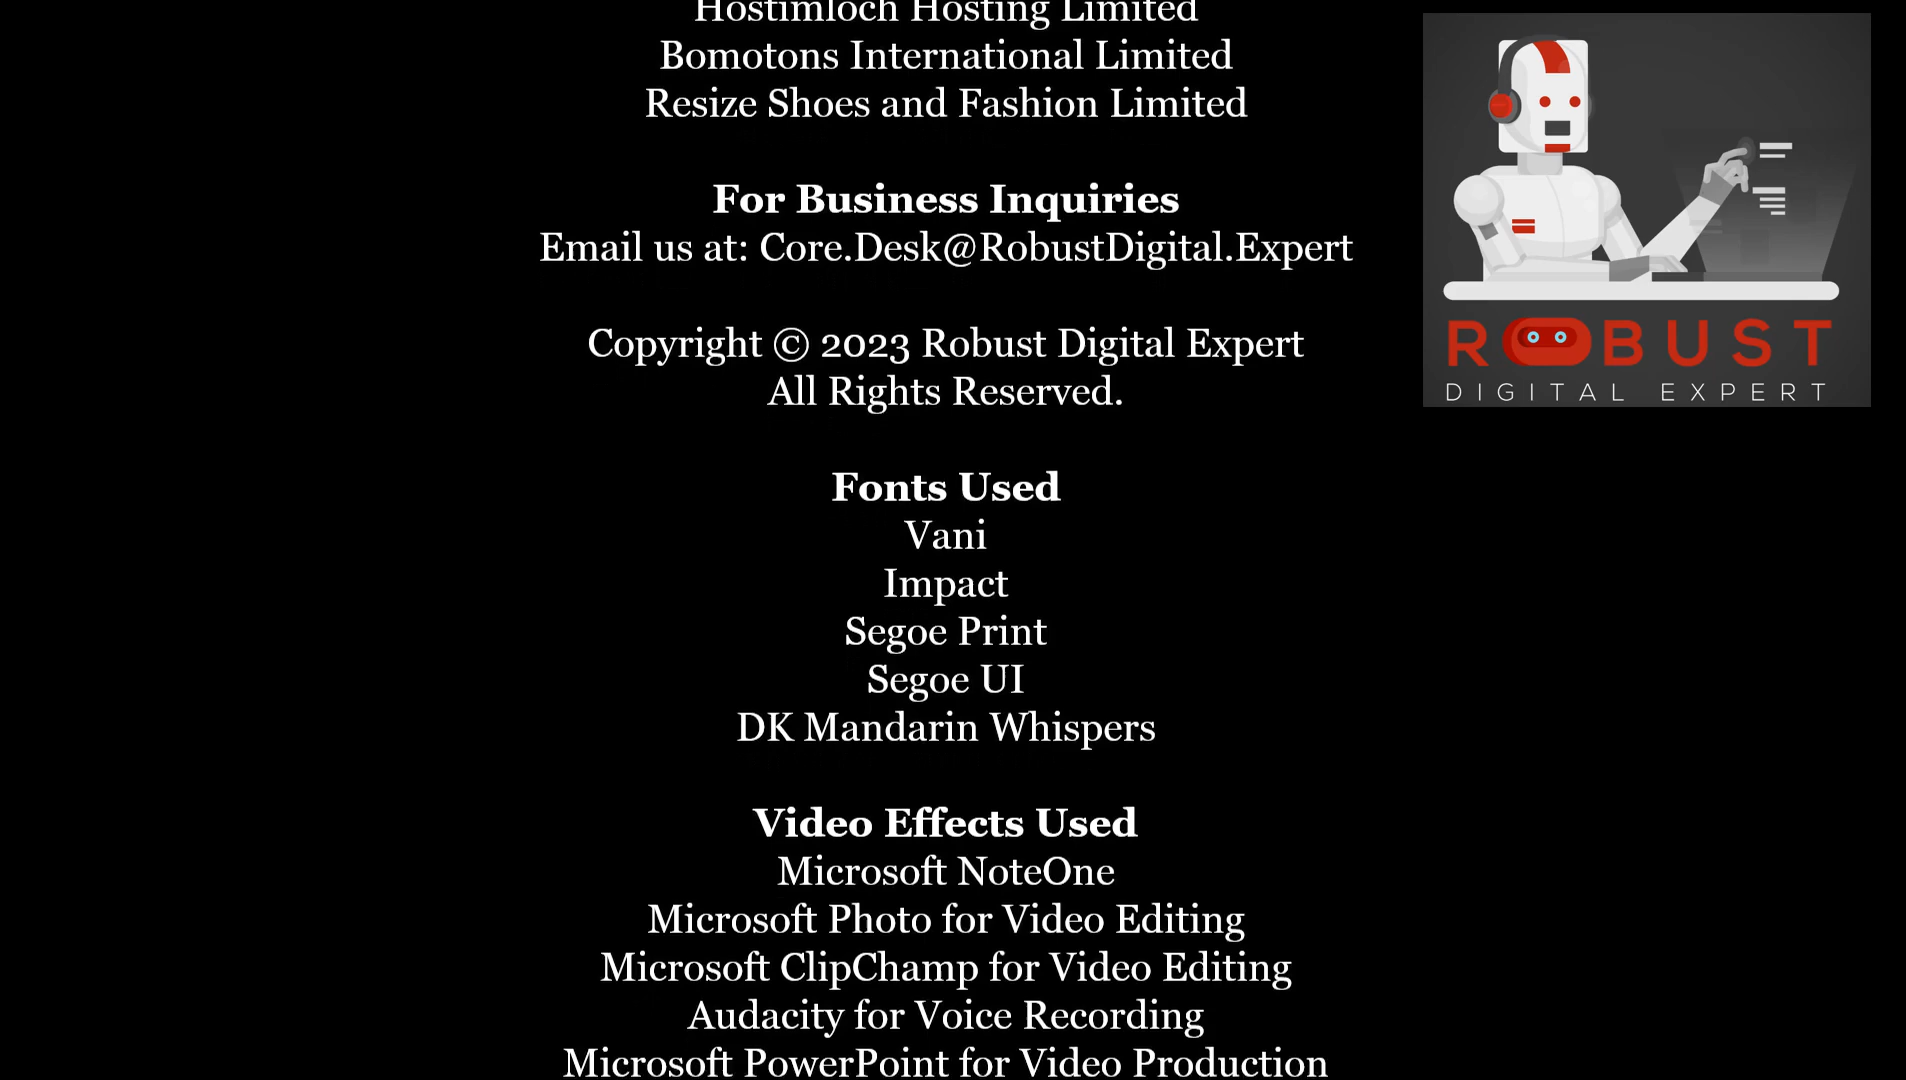 Hostimloch Hosting Limited
Bomotons International Limited
Resize Shoes and Fashion Limited
For Business Inquiries
Email us at: Core.Desk@RobustDigital.Expert
Copyright © 2023 Robust Digital Expert
All Rights Reserved.
Fonts Used
Vani
Impact
Segoe Print
Segoe UI
DK Mandarin Whispers
Video Effects Used
Microsoft NoteOne
Microsoft Photo for Video Editing
Microsoft ClipChamp for Video Editing
Audacity for Voice Recording
Microsoft PowerPoint for Video Production
ROBUST
DIGITAL EXPERT